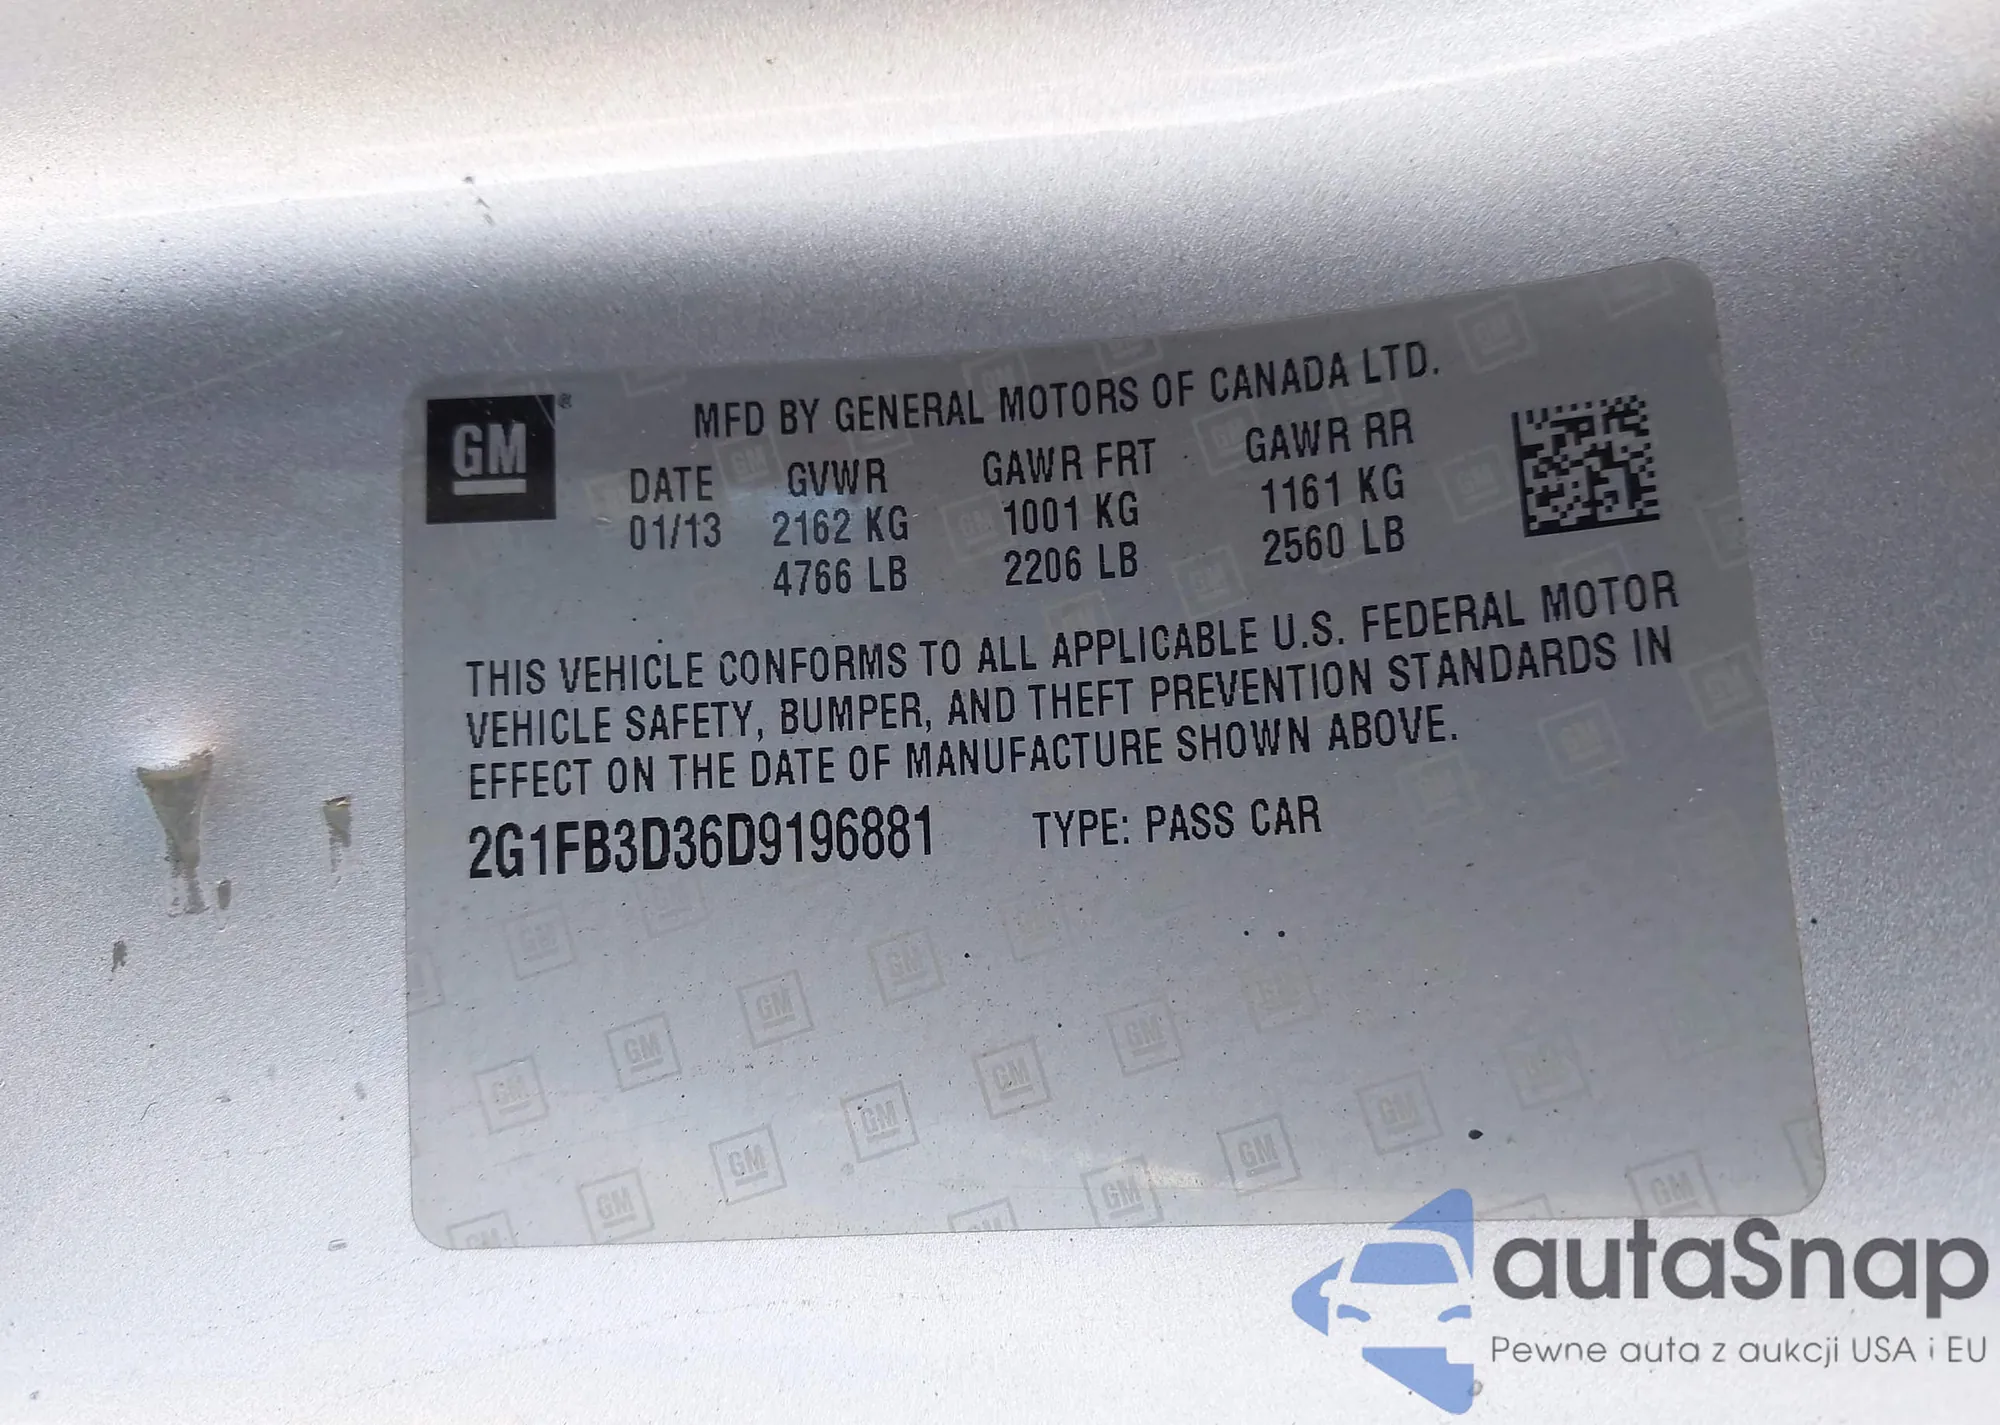 GM ®
MFD BY GENERAL MOTORS OF CANADA LTD.
DATE GVWR GAWR FRT GAWR RR
01/13 2162 KG 1001 KG 1161 KG
4766 LB 2206 LB 2560 LB
THIS VEHICLE CONFORMS TO ALL APPLICABLE U.S. FEDERAL MOTOR
VEHICLE SAFETY, BUMPER, AND THEFT PREVENTION STANDARDS IN
EFFECT ON THE DATE OF MANUFACTURE SHOWN ABOVE.
2G1FB3D36D9196881 TYPE: PASS CAR
autaSnap
Pewne auta z aukcji USA i EU